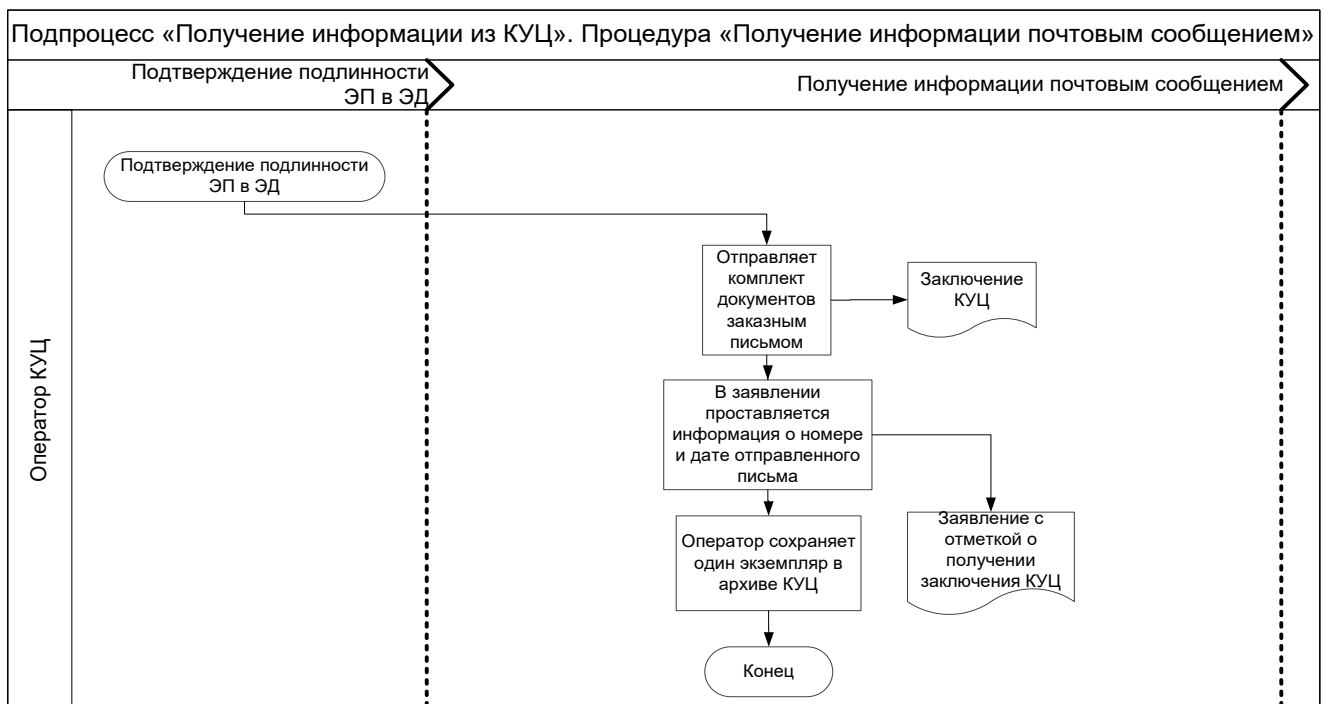 Подпроцесс «Получение информации из КУЦ». Процедура «Получение информации почтовым сообщением»
Подтверждение подлинности
ЭП в ЭД
Получение информации почтовым сообщением
Оператор КУЦ
Подтверждение подлинности
ЭП в ЭД
Отправляет
комплект
документов
заказным
письмом
Заключение
КУЦ
В заявлении
проставляется
информация о номере
и дате отправленного
письма
Оператор сохраняет
один экземпляр в
архиве КУЦ
Заявление с
отметкой о
получении
заключения КУЦ
Конец